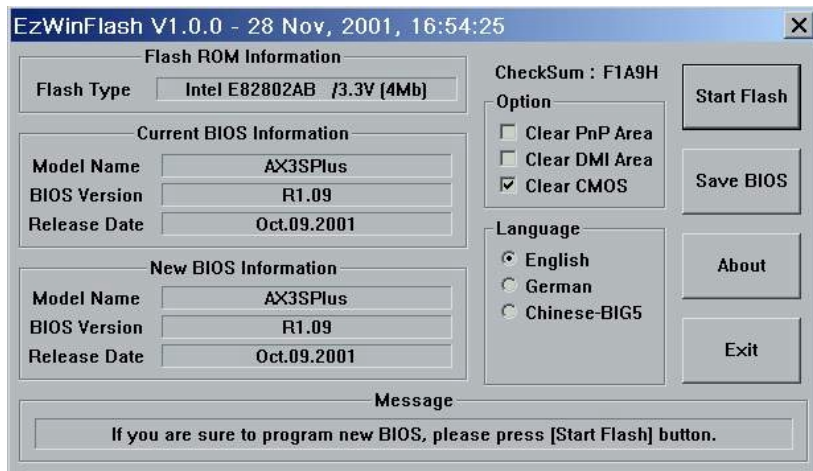 EzWinFlash V1.0.0 - 28 Nov, 2001, 16:54:25
Flash ROM Information
Flash Type Intel E82802AB /3.3V (4Mb)
Current BIOS Information
Model Name AX3SPlus
BIOS Version R1.09
Release Date Oct.09.2001
New BIOS Information
Model Name AX3SPlus
BIOS Version R1.09
Release Date Oct.09.2001
CheckSum : F1A9H
Option
Clear PnP Area
Clear DMI Area
Clear CMOS
Language
English
German
Chinese-BIG5
Start Flash
Save BIOS
About
Exit
Message
If you are sure to program new BIOS, please press [Start Flash] button.